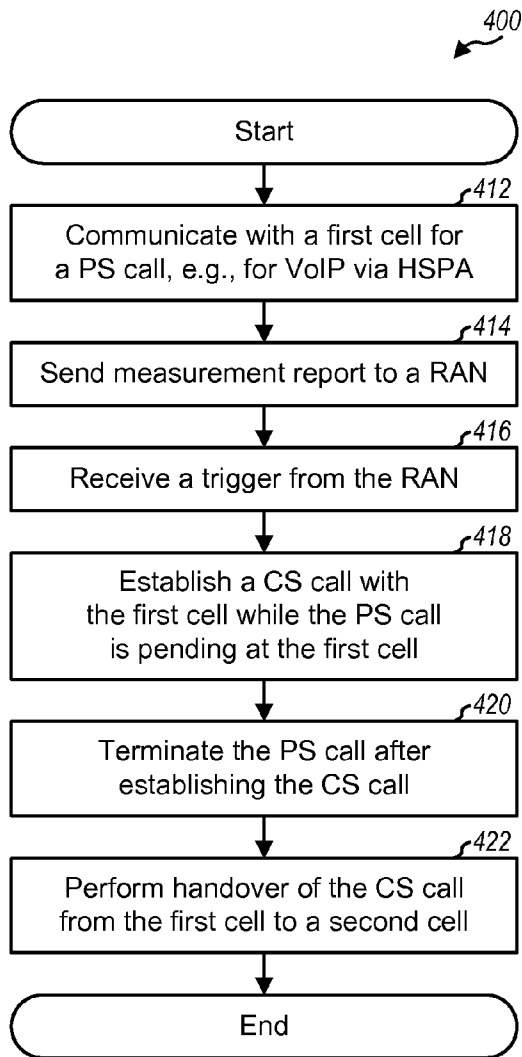 400
Start
412
Communicate with a first cell for
a PS call, e.g., for VoIP via HSPA
414
Send measurement report to a RAN
416
Receive a trigger from the RAN
418
Establish a CS call with
the first cell while the PS call
is pending at the first cell
420
Terminate the PS call after
establishing the CS call
422
Perform handover of the CS call
from the first cell to a second cell
End